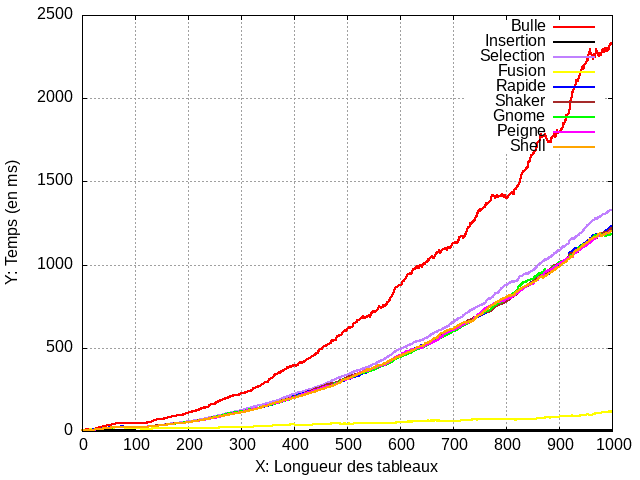 2500
2000
1500
1000
500
0
Y: Temps (en ms)
Bulle
Insertion
Selection
Fusion
Rapide
Shaker
Gnome
Peigne
Shell
0 100 200 300 400 500 600 700 800 900 1000
X: Longueur des tableaux